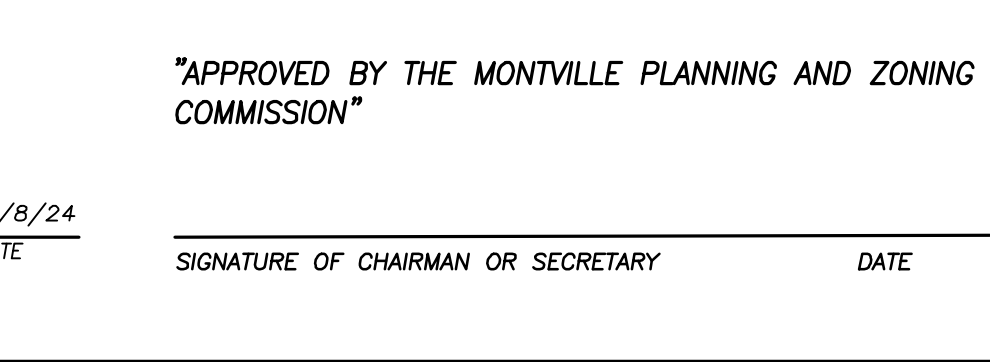 "APPROVED BY THE MONTVILLE PLANNING AND ZONING
COMMISSION"
/8/24
TE
SIGNATURE OF CHAIRMAN OR SECRETARY DATE